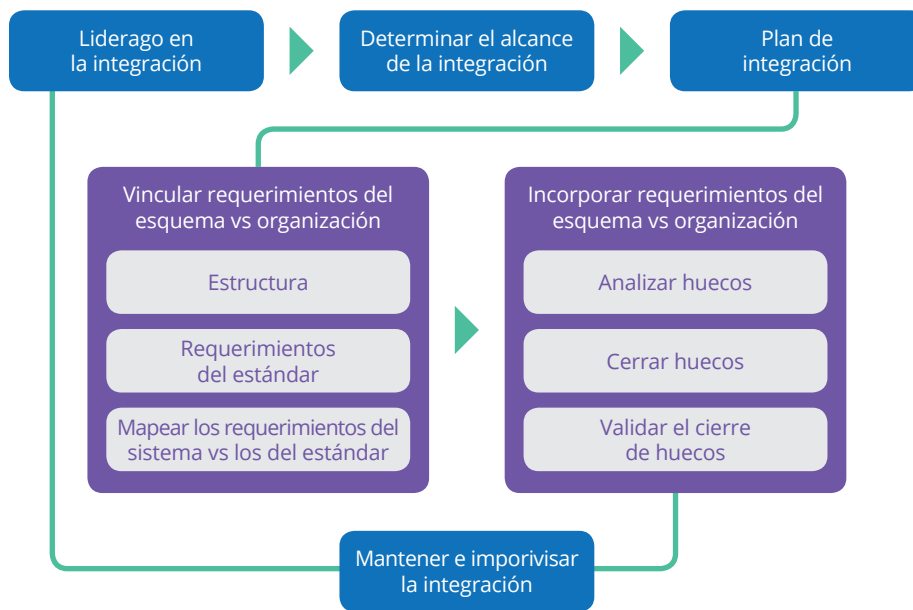 Liderago en
la integración
Determinar el alcance
de la integración
Plan de
integración
Vincular requerimientos del
esquema vs organización
Estructura
Requerimientos
del estándar
Mapear los requerimientos del
sistema vs los del estándar
Incorporar requerimientos del
esquema vs organización
Analizar huecos
Cerrar huecos
Validar el cierre
de huecos
Mantener e imporivisar
la integración